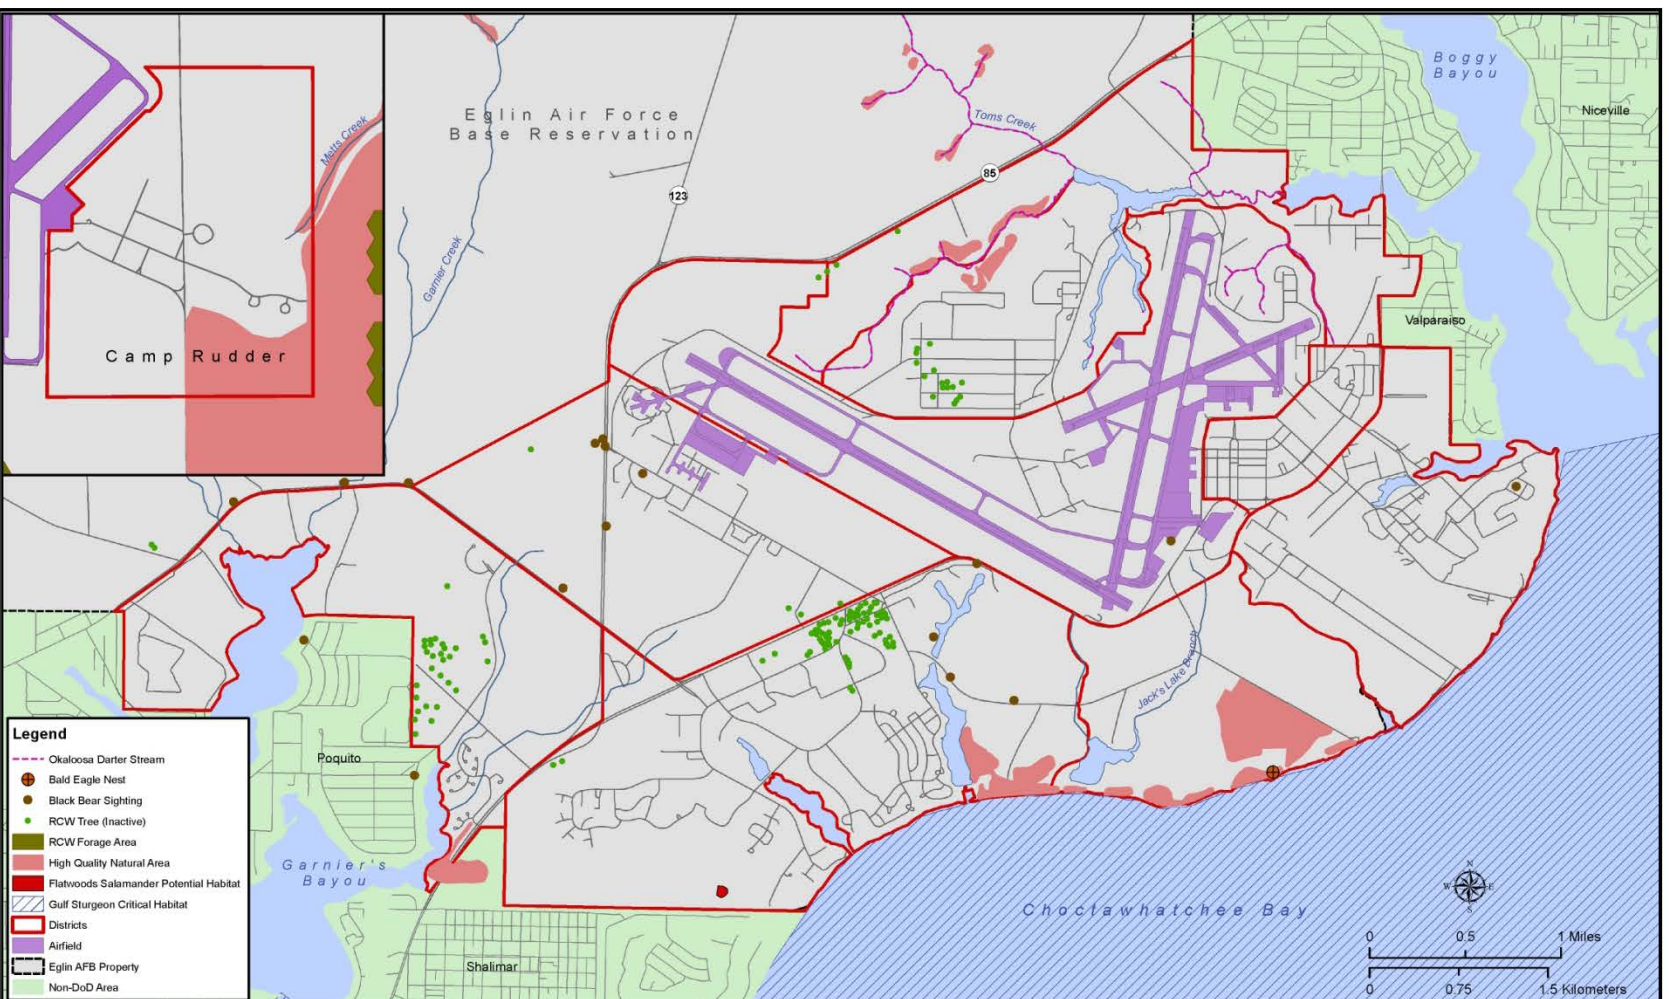 Boggy
Bayou
Niceville
Eglin Air Force
Base Reservation
Toms Creek
Metts Creek
85
123
Garnier Creek
Valparaiso
Camp Rudder
Jack's Lake Branch
Poquito
Garnier's
Bayou
Choctawhatchee Bay
Shalimar
Legend
Okaloosa Darter Stream
Bald Eagle Nest
Black Bear Sighting
RCW Tree (Inactive)
RCW Forage Area
High Quality Natural Area
Flatwoods Salamander Potential Habitat
Gulf Sturgeon Critical Habitat
Districts
Airfield
Eglin AFB Property
Non-DoD Area
N
W E
S
0 0.5 1 Miles
0 0.75 1.5 Kilometers